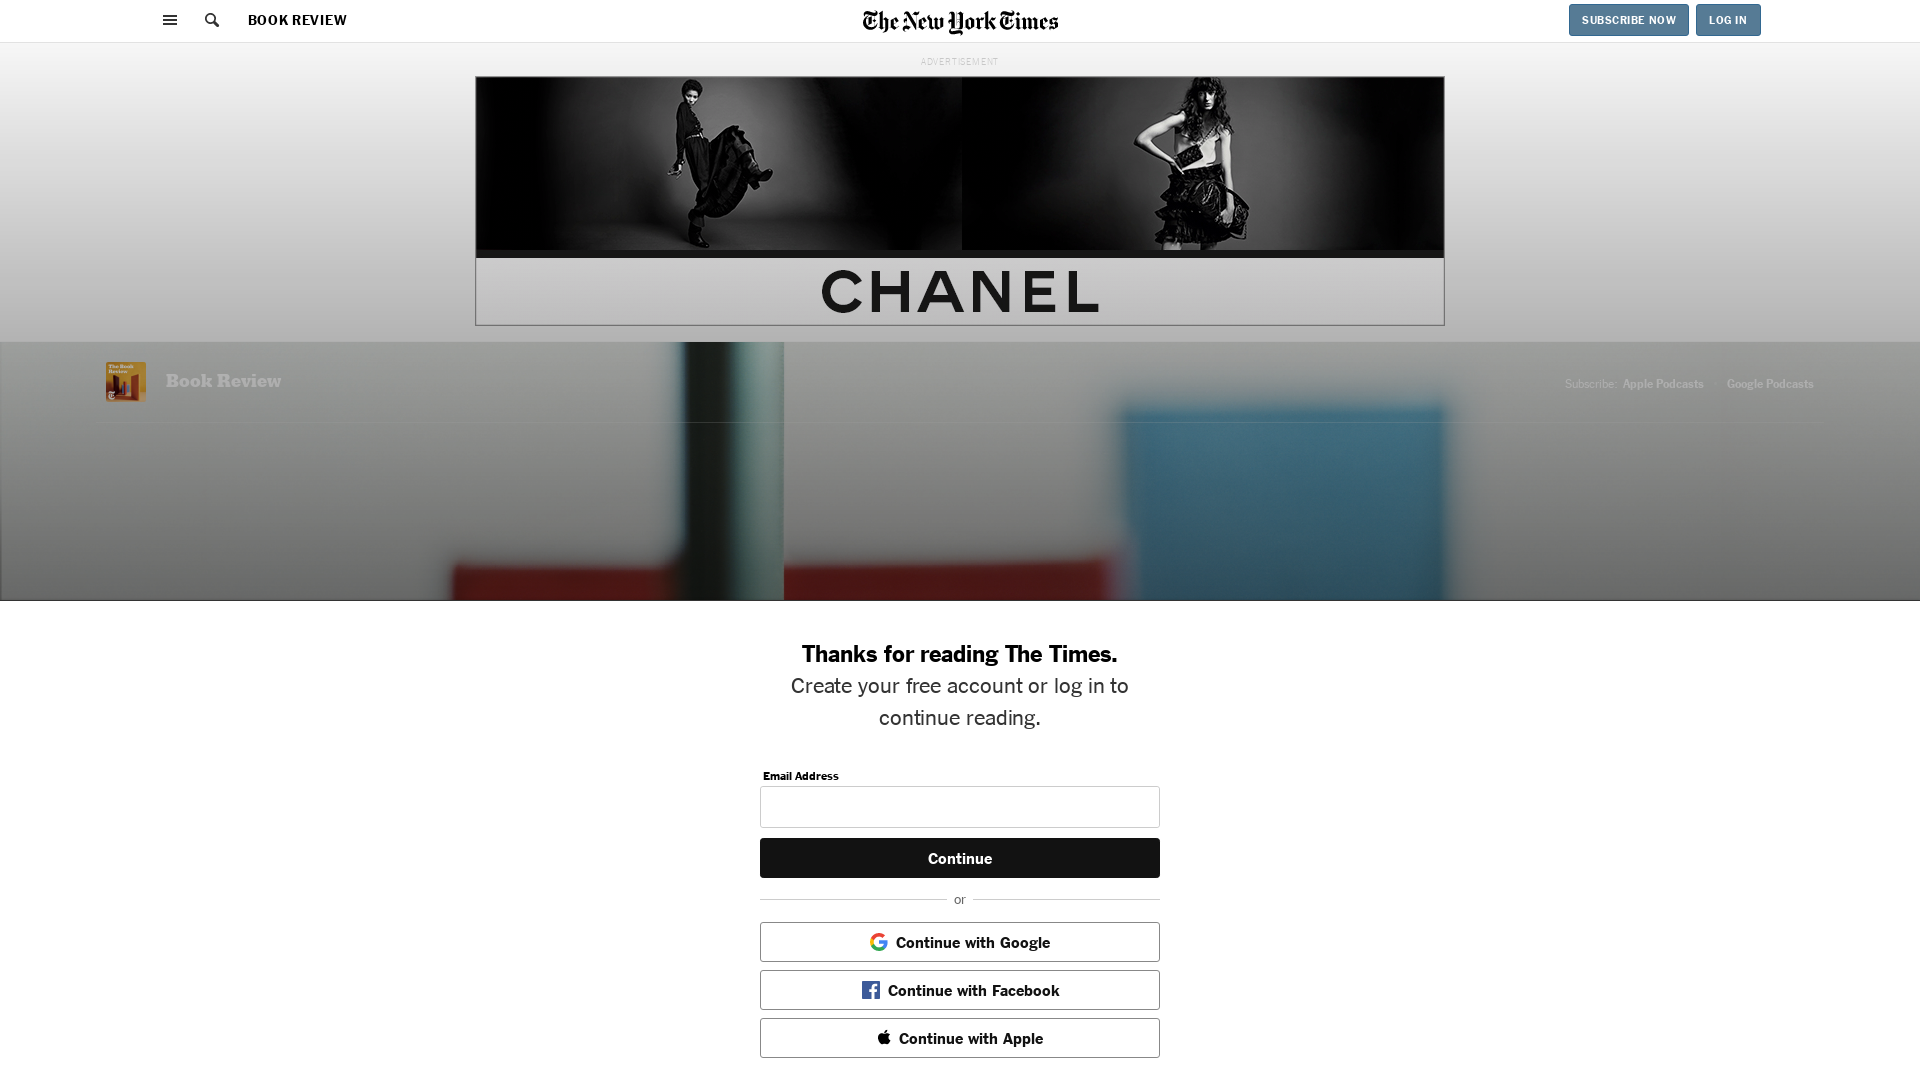 BOOK REVIEW
The New York Times
SUBSCRIBE NOW
LOG IN
ADVERTISEMENT
CHANEL
The Book
Review
Book Review
Subscribe:
Apple Podcasts
Google Podcasts
Thanks for reading The Times.
Create your free account or log in to
continue reading.
Email Address
Continue
or
Continue with Google
Continue with Facebook
Continue with Apple